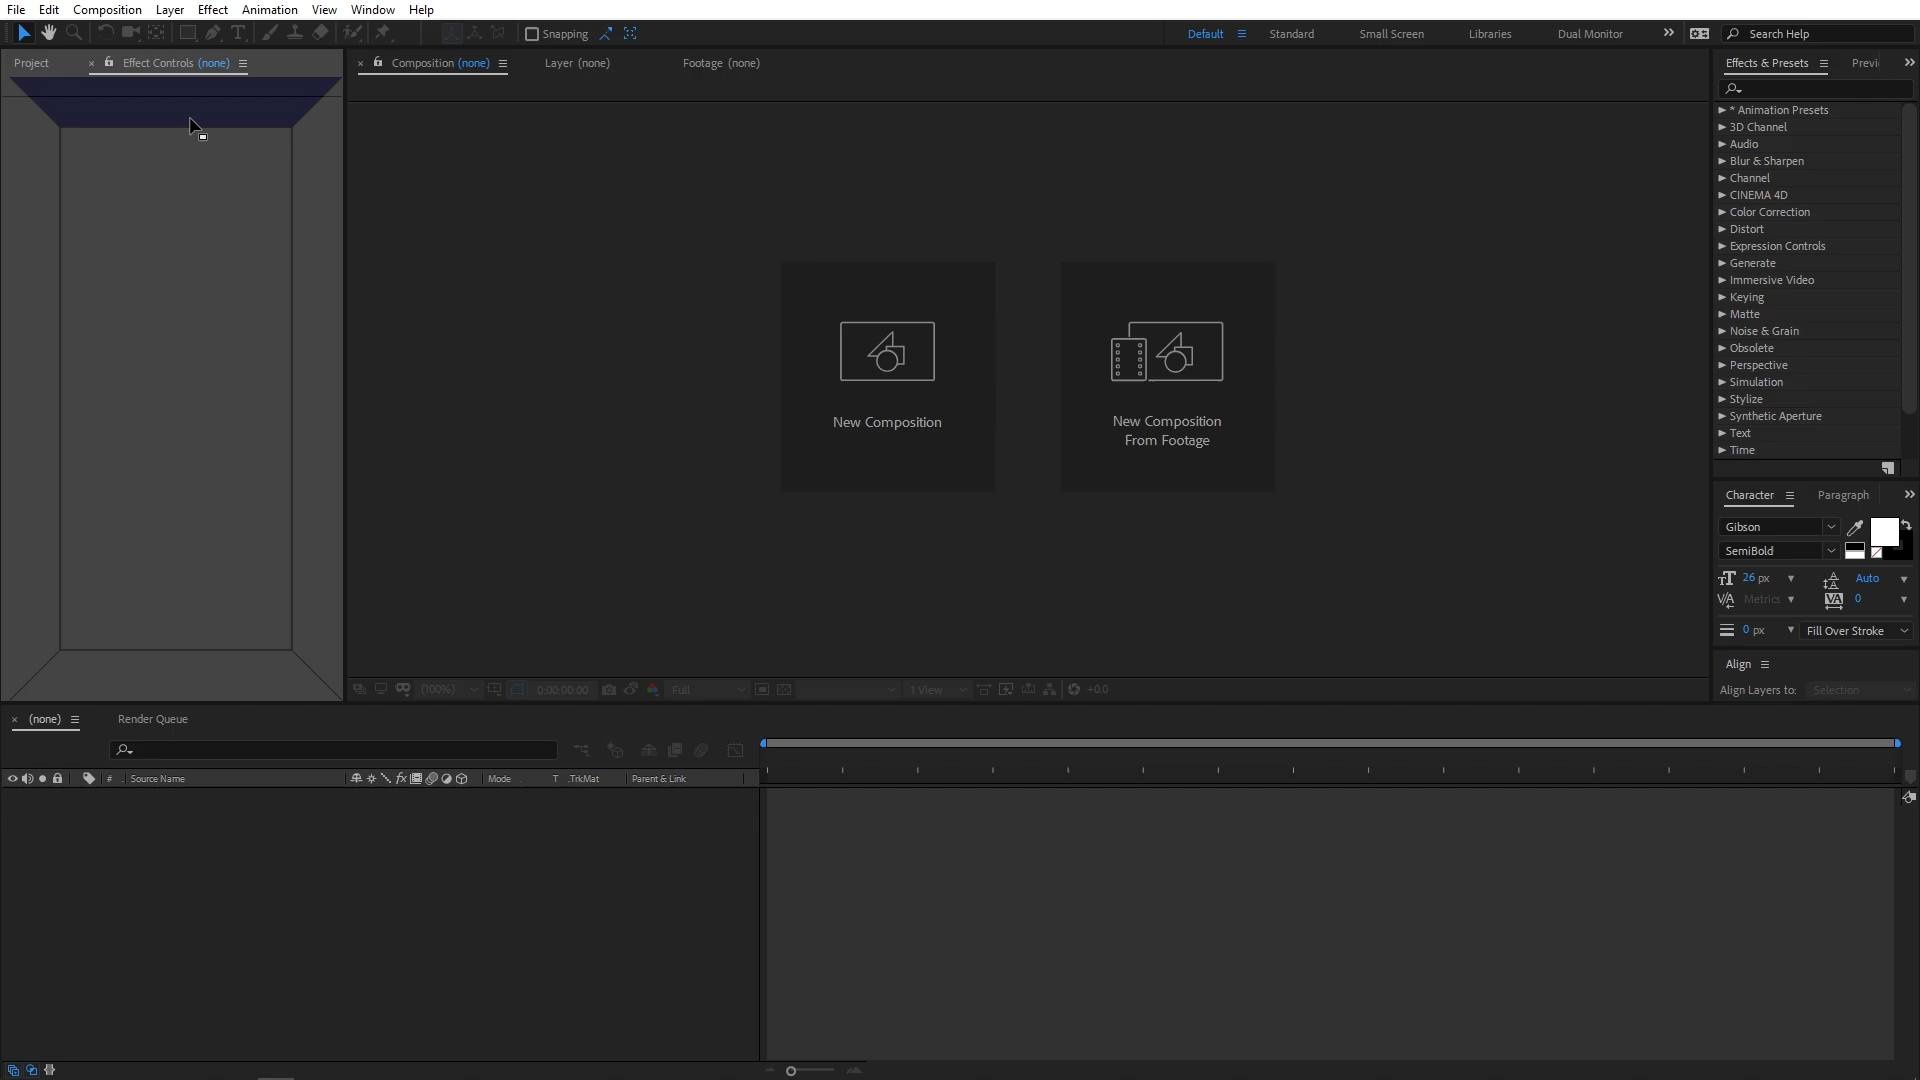 File Edit Composition Layer Effect Animation View Window Help
Snapping
Default Standard Small Screen Libraries Dual Monitor Search Help
Project Effect Controls (none)
Composition (none) Layer (none) Footage (none)
Effects & Presets Previ
* Animation Presets
3D Channel
Audio
Blur & Sharpen
Channel
CINEMA 4D
Color Correction
Distort
Expression Controls
Generate
Immersive Video
Keying
Matte
Noise & Grain
Obsolete
Perspective
Simulation
Stylize
Synthetic Aperture
Text
Time
New Composition
New Composition
From Footage
Character Paragraph
Gibson
SemiBold
26 px Auto
Metrics 0
0 px Fill Over Stroke
Align
Align Layers to: Selection
(100%) 0:00:00:00 Full 1 View +0.0
(none) Render Queue
# Source Name Mode T .TrkMat Parent & Link